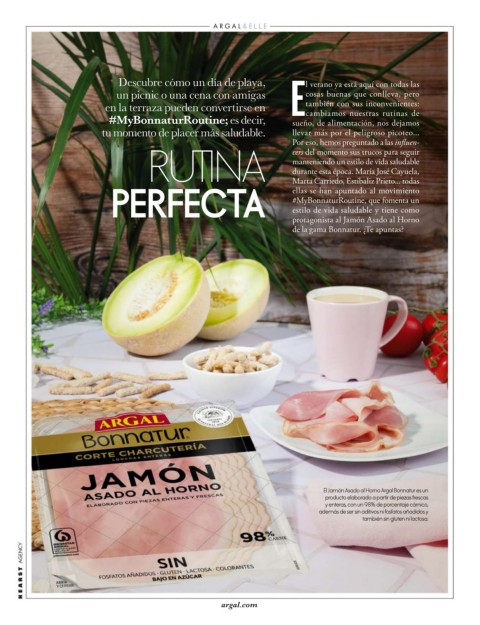 ARGAL&ELLE
Descubre cómo un día de playa,
un picnic o una cena con amigas
en la terraza pueden convertirse en
#MyBonnaturRoutine; es decir,
tu momento de placer más saludable.
RUTINA
PERFECTA
El verano ya está aquí con todas las
cosas buenas que conlleva, pero
también con sus inconvenientes:
cambiamos nuestras rutinas de
sueño, de alimentación, nos dejamos
llevar más por el peligroso picoteo...
Por eso, hemos preguntado a las influen-
cers del momento sus trucos para seguir
manteniendo un estilo de vida saludable
durante esta época. María José Cayuela,
Marta Carriedo, Estíbaliz Prieto... todas
ellas se han apuntado al movimiento
#MyBonnaturRoutine, que fomenta un
estilo de vida saludable y tiene como
protagonista al Jamón Asado al Horno
de la gama Bonnatur. ¿Te apuntas?
ARGAL
Bonnatur
CORTE CHARCUTERÍA
LONCHAS ENTERAS
JAMÓN
ASADO AL HORNO
ELABORADO CON PIEZAS ENTERAS Y FRESCAS
98% CARNE
SIN
FOSFATOS AÑADIDOS · GLUTEN · LACTOSA · COLORANTES
BAJO EN AZÚCAR
El Jamón Asado al Horno Argal Bonnatur es un
producto elaborado a partir de piezas frescas
y enteras, con un 98% de porcentaje cárnico,
además de ser sin aditivos ni fosfatos añadidos y
también sin gluten ni lactosa.
HEARST AGENCY
argal.com